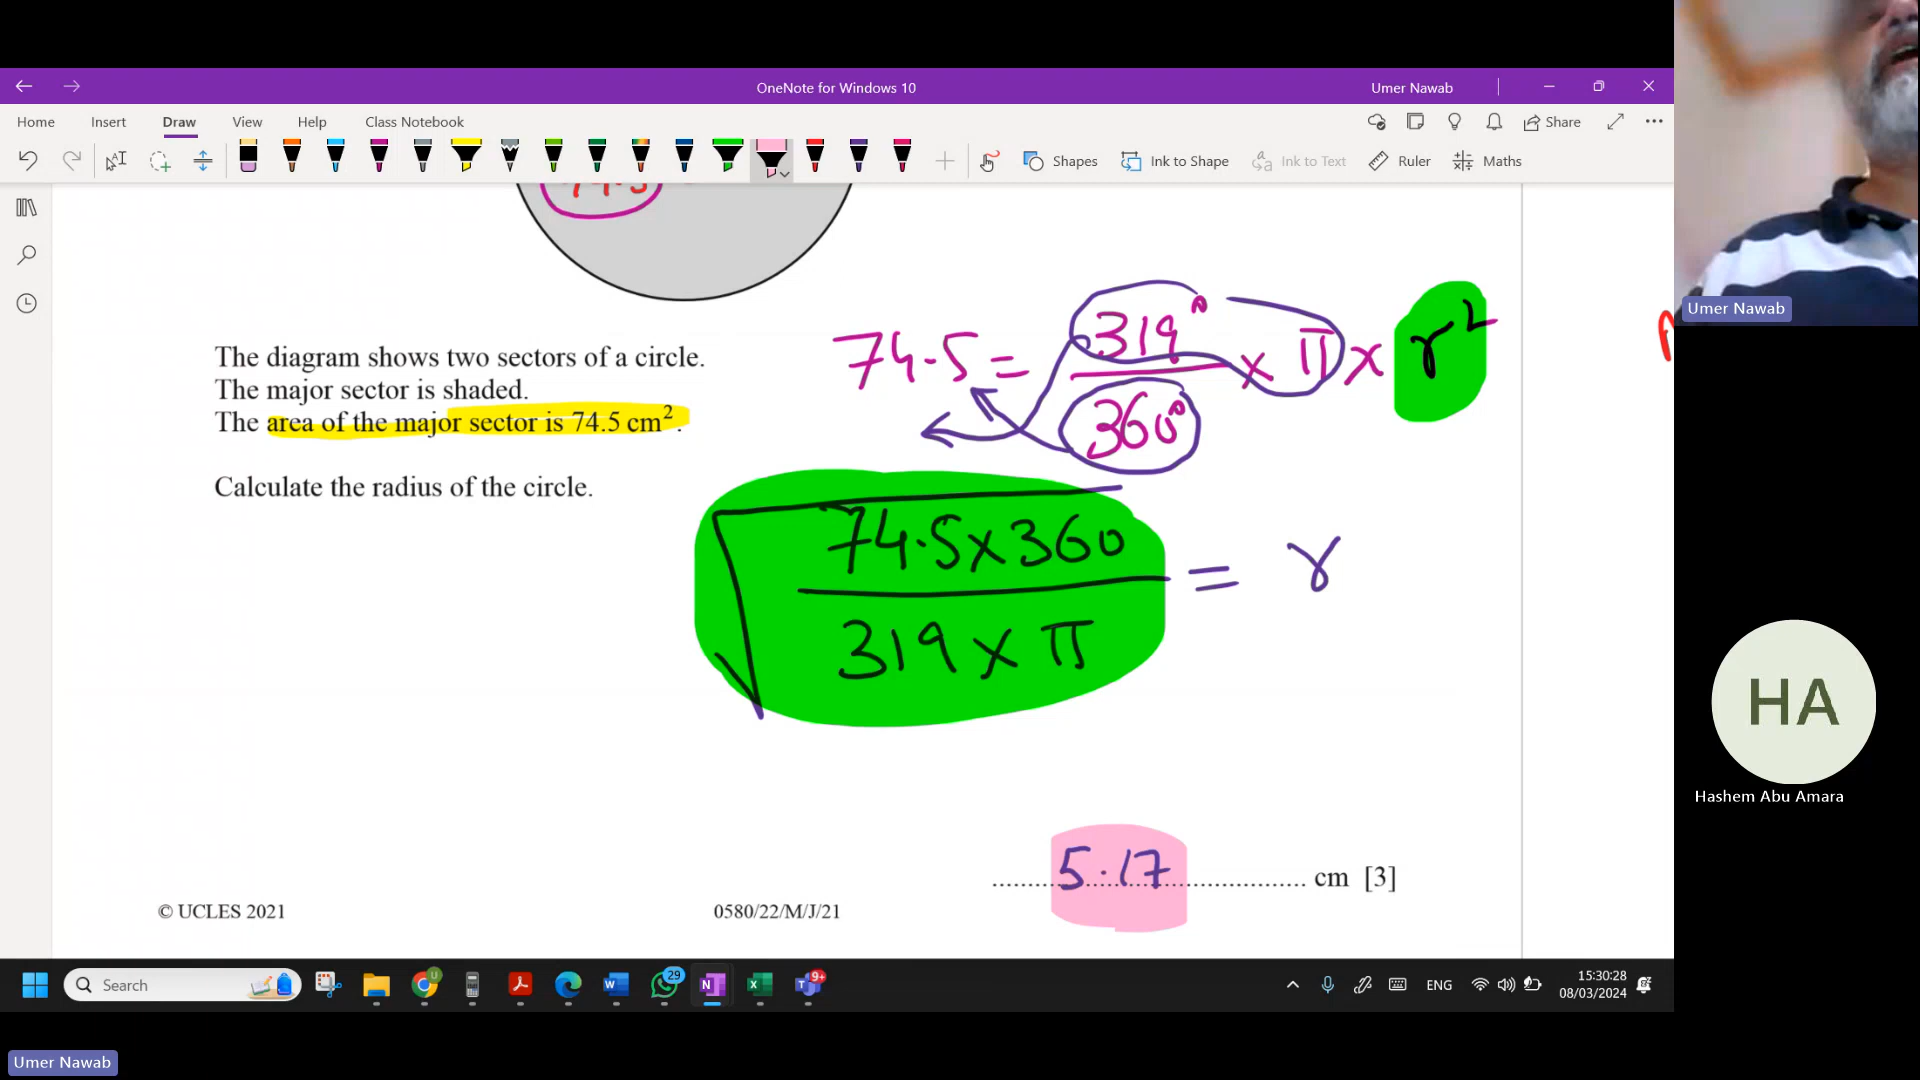 OneNote for Windows 10
Umer Nawab
Home Insert Draw View Help Class Notebook
Share
Shapes Ink to Shape Ink to Text Ruler Maths
74.5
74.5 = 319° × π × r²
360°
The diagram shows two sectors of a circle.
The major sector is shaded.
The area of the major sector is 74.5 cm².
Calculate the radius of the circle.
√ 74.5 × 360 = r
319 × π
5.17 cm [3]
© UCLES 2021
0580/22/M/J/21
Umer Nawab
HA
Hashem Abu Amara
Search
29
9+
ENG
15:30:28
08/03/2024
Umer Nawab